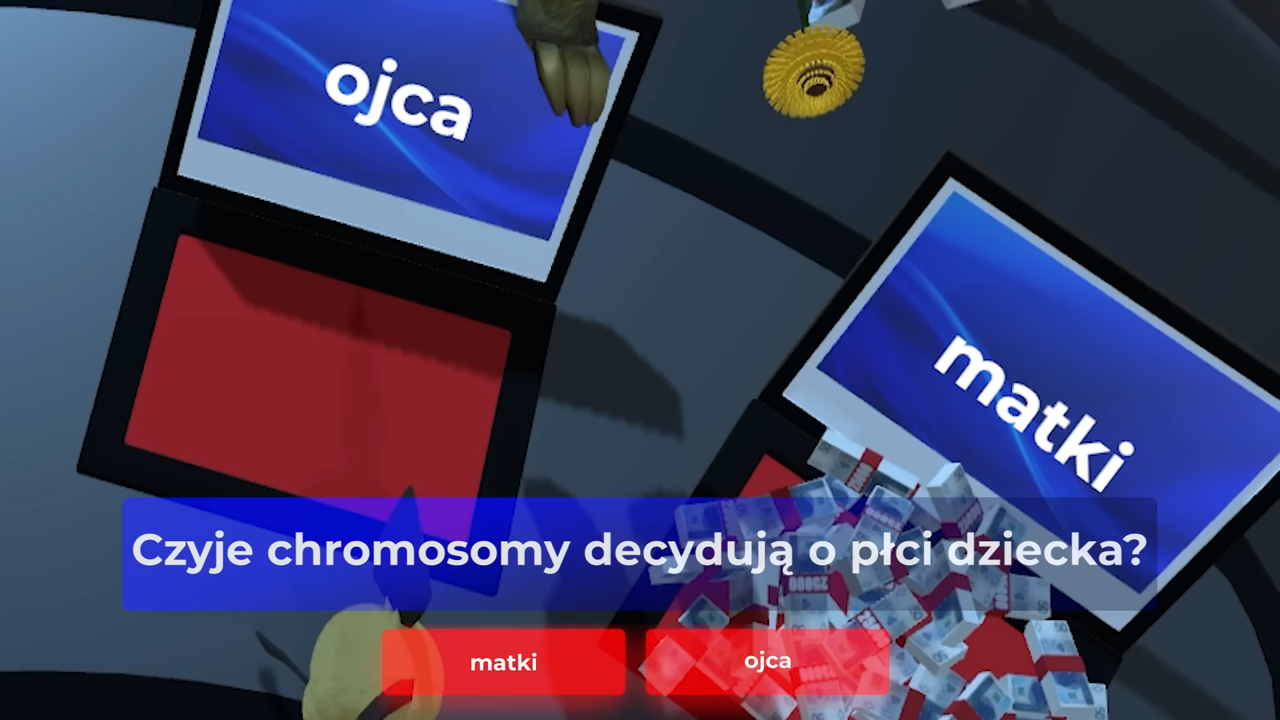 ojca
matki
Czyje chromosomy decydują o płci dziecka?
matki
ojca